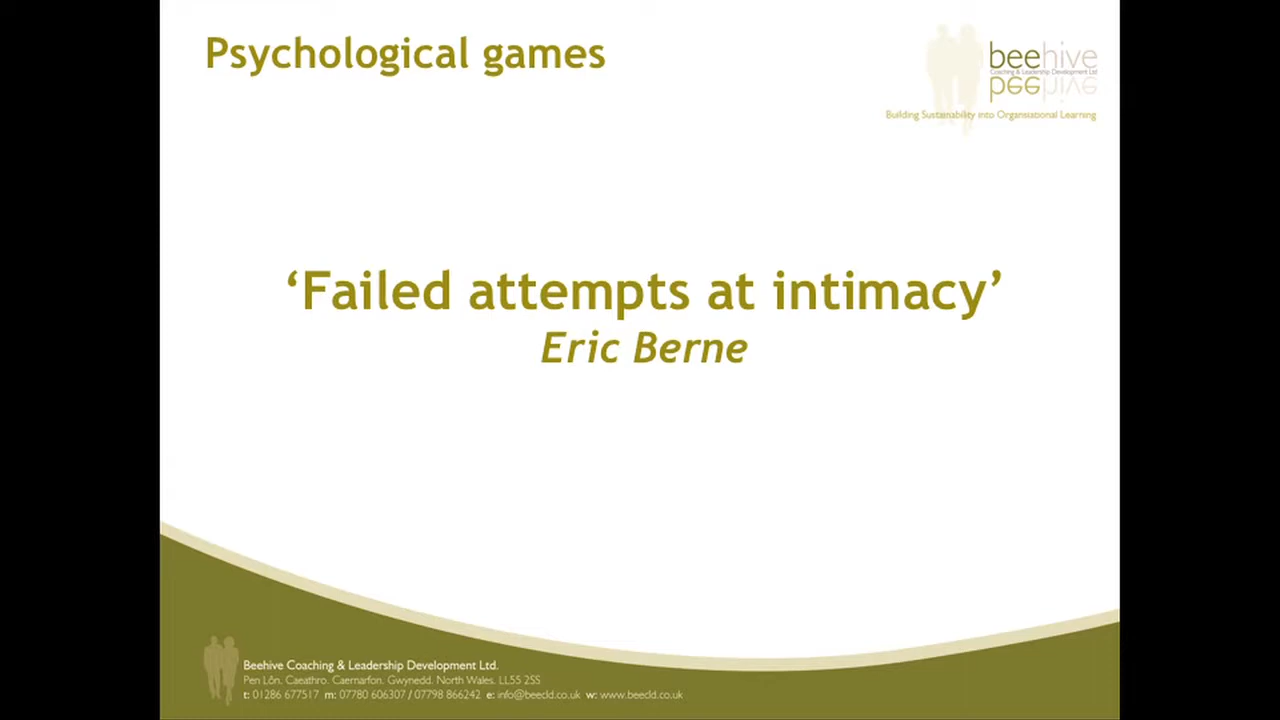 Psychological games
beehive
Coaching & Leadership Development Ltd
beehive
Building Sustainability into Organisational Learning
‘Failed attempts at intimacy’
Eric Berne
Beehive Coaching & Leadership Development Ltd.
Pen Lôn. Caeathro. Caernarfon. Gwynedd. North Wales. LL55 2SS
t: 01286 677517 m: 07780 606307 / 07798 866242 e: info@beecld.co.uk w: www.beecld.co.uk